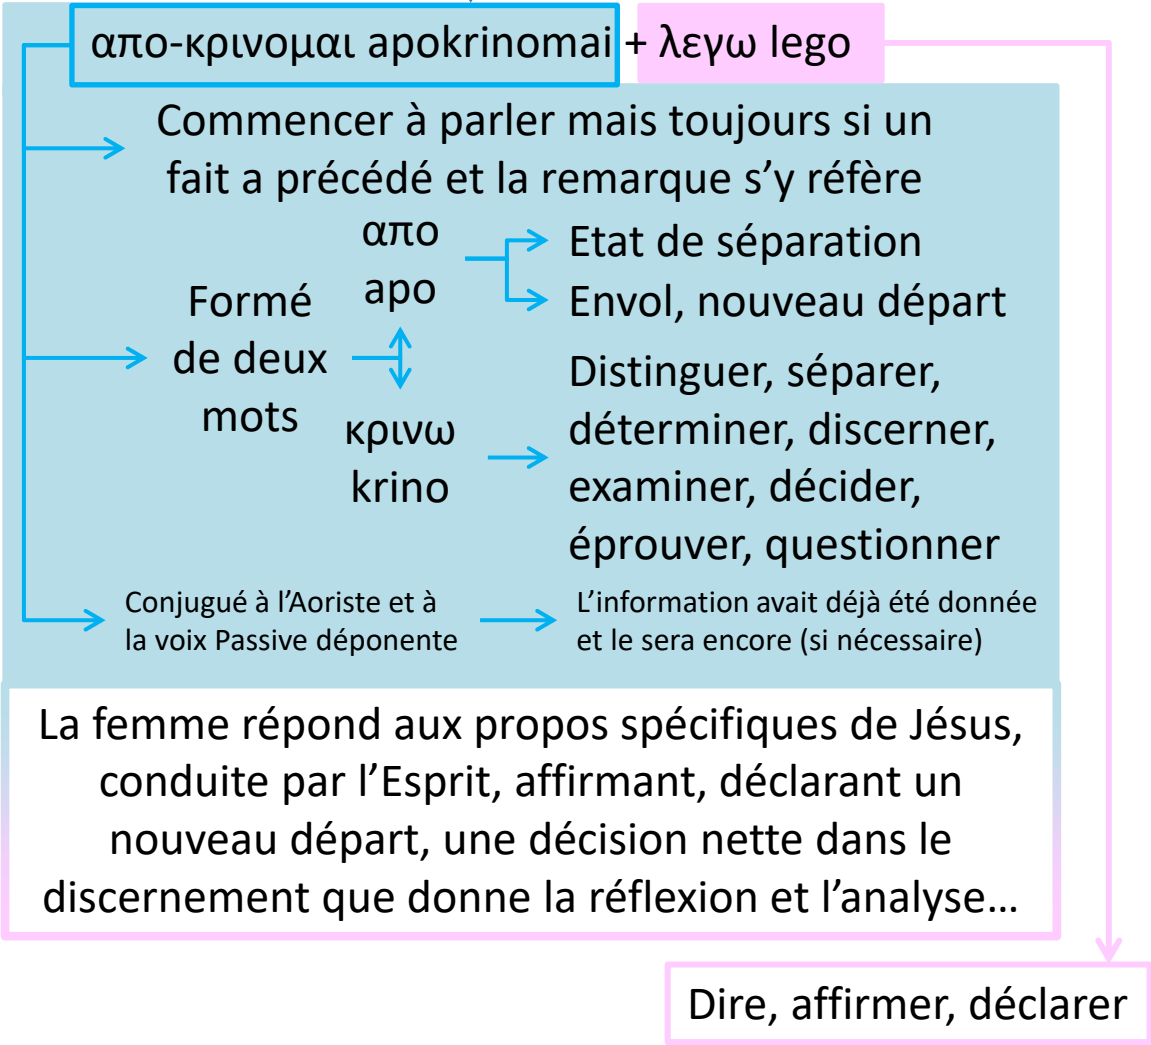 απο-κρινομαι apokrinomai + λεγω lego
Commencer à parler mais toujours si un
fait a précédé et la remarque s’y réfère
απο
apo
Etat de séparation
Envol, nouveau départ
Formé
de deux
mots
κρινω
krino
Distinguer, séparer,
déterminer, discerner,
examiner, décider,
éprouver, questionner
Conjugué à l’Aoriste et à
la voix Passive déponente
L’information avait déjà été donnée
et le sera encore (si nécessaire)
La femme répond aux propos spécifiques de Jésus,
conduite par l’Esprit, affirmant, déclarant un
nouveau départ, une décision nette dans le
discernement que donne la réflexion et l’analyse…
Dire, affirmer, déclarer